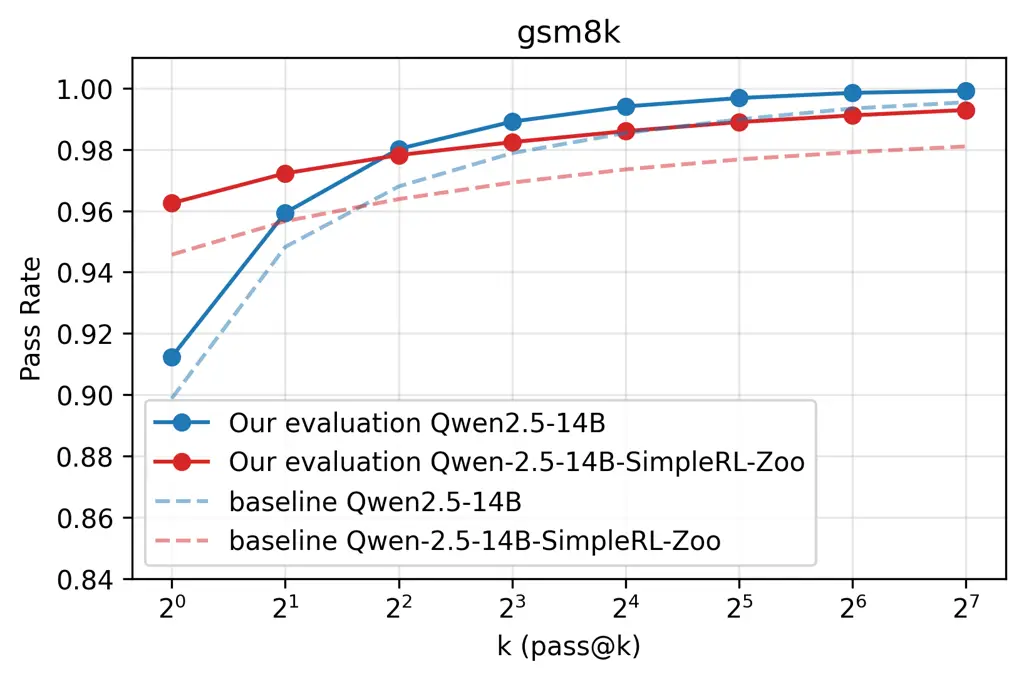 gsm8k
Pass Rate
1.00
0.98
0.96
0.94
0.92
0.90
0.88
0.86
0.84
Our evaluation Qwen2.5-14B
Our evaluation Qwen-2.5-14B-SimpleRL-Zoo
baseline Qwen2.5-14B
baseline Qwen-2.5-14B-SimpleRL-Zoo
2⁰ 2¹ 2² 2³ 2⁴ 2⁵ 2⁶ 2⁷
k (pass@k)